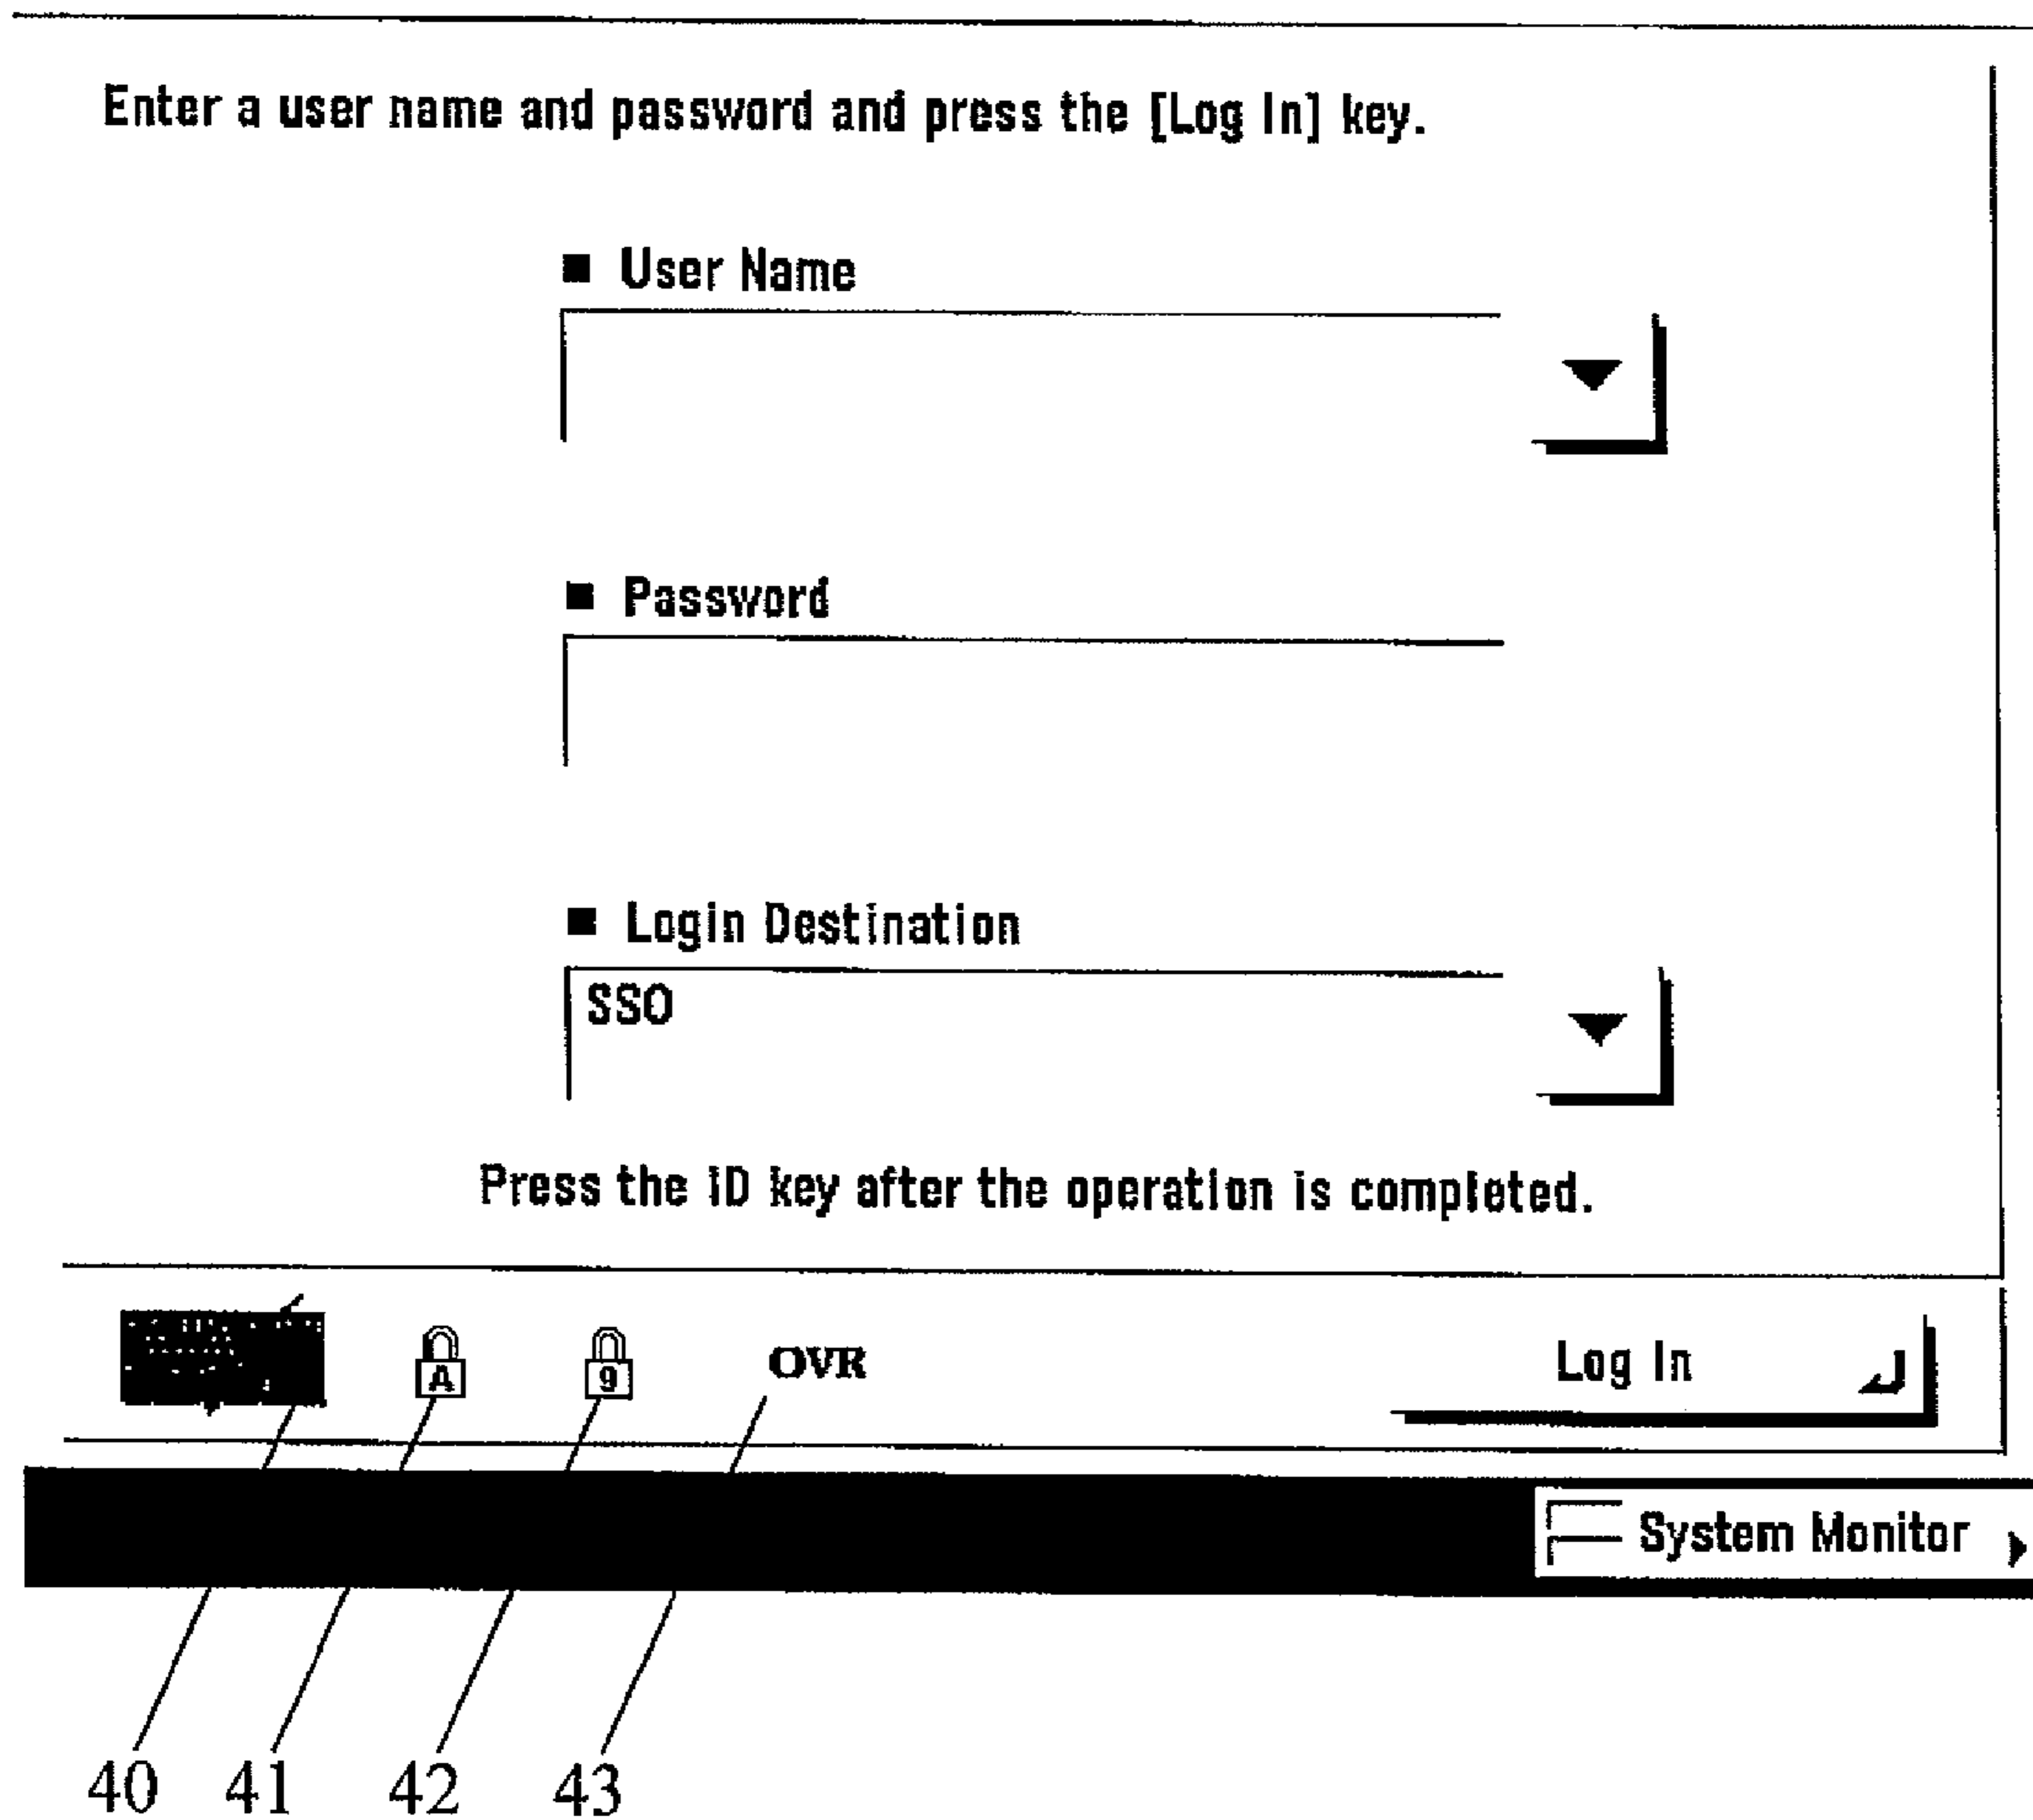 Enter a user name and password and press the [Log In] key.
■ User Name
■ Password
■ Login Destination
SSO
Press the ID key after the operation is completed.
A 9 OVR Log In
System Monitor
40 41 42 43